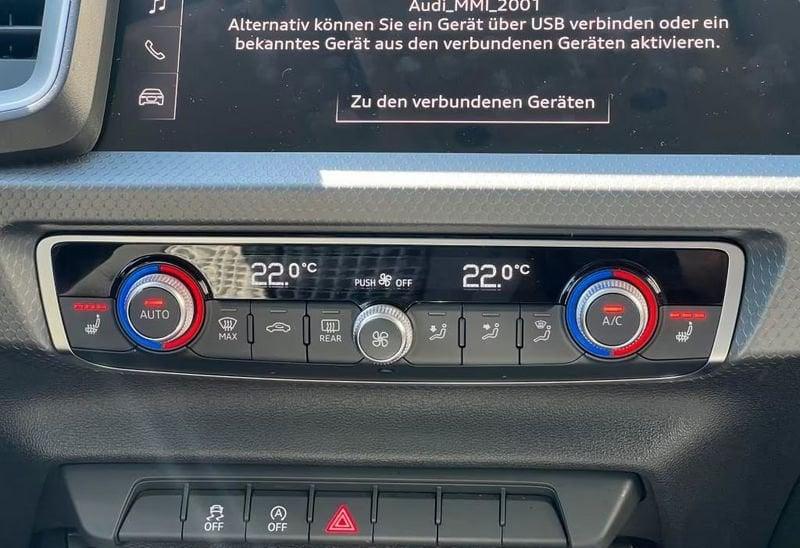 Audi_MMI_2001
Alternativ können Sie ein Gerät über USB verbinden oder ein
bekanntes Gerät aus den verbundenen Geräten aktivieren.
Zu den verbundenen Geräten
22.0°C
PUSH OFF
22.0°C
AUTO
MAX
REAR
A/C
OFF
A
OFF